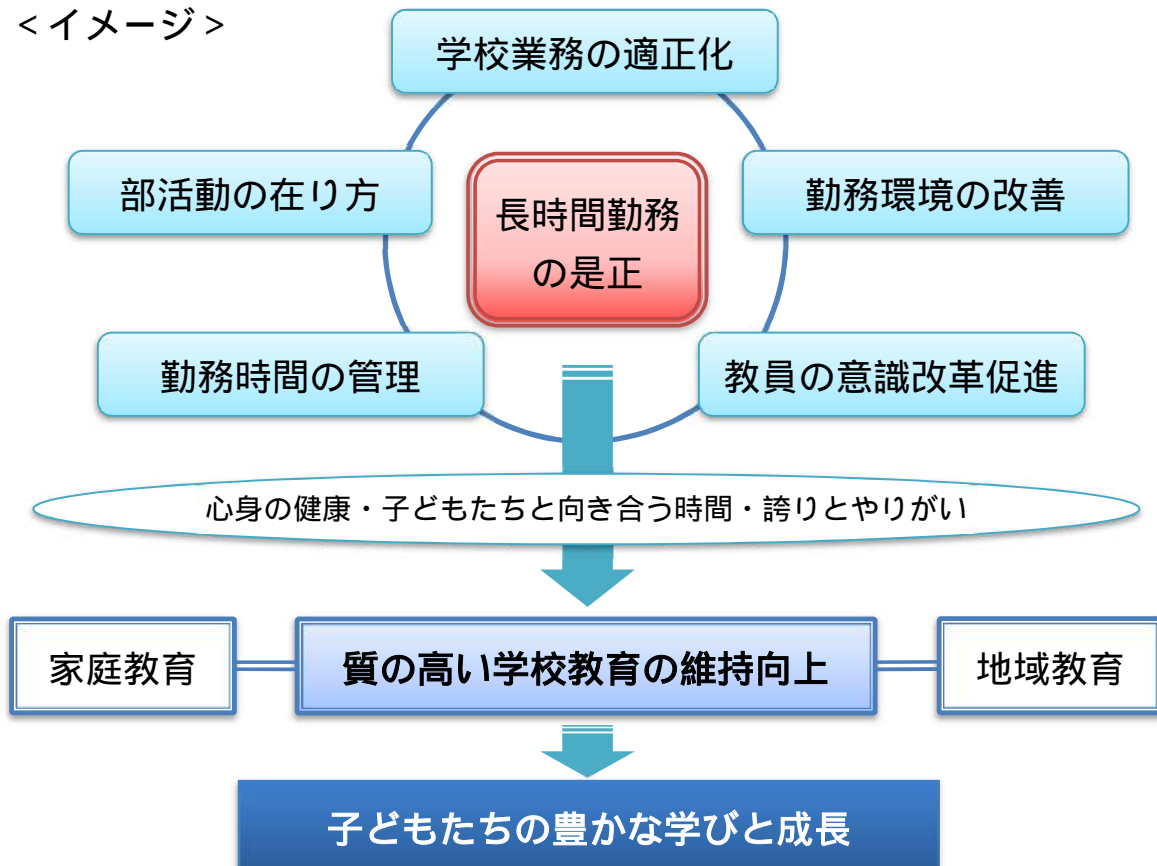 ＜イメージ＞
学校業務の適正化
部活動の在り方
長時間勤務
の是正
勤務環境の改善
勤務時間の管理
教員の意識改革促進
心身の健康・子どもたちと向き合う時間・誇りとやりがい
家庭教育
質の高い学校教育の維持向上
地域教育
子どもたちの豊かな学びと成長